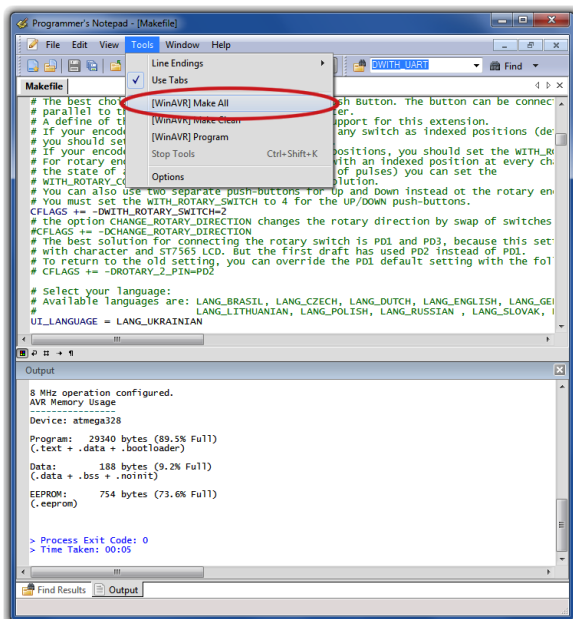 Programmer's Notepad - [Makefile]
File Edit View Tools Window Help
DWITH_UART Find
Line Endings
Use Tabs
[WinAVR] Make All
[WinAVR] Make Clean
[WinAVR] Program
Stop Tools Ctrl+Shift+K
Options
Makefile
# The best choi sh Button. The button can be connec
# parallel to th er.
# A define of th upport for this extension.
# If your encode any switch as indexed positions (de
# you should set
# If your encode positions, you should set the WITH_R
# For rotary en with an indexed position at every ch
# the state of a of pulses) you can set the
# WITH_ROTARY_CO olution.
# You can also use two separate push-buttons for Up and Down instead of the rotary en
# You must set the WITH_ROTARY_SWITCH to 4 for the UP/DOWN push-buttons.
CFLAGS += -DWITH_ROTARY_SWITCH=2
# the option CHANGE_ROTARY_DIRECTION changes the rotary direction by swap of switches
#CFLAGS += -DCHANGE_ROTARY_DIRECTION
# The best solution for connecting the rotary switch is PD1 and PD3, because this set
# with character and ST7565 LCD. But the first draft has used PD2 instead of PD1.
# To return to the old setting, you can override the PD1 default setting with the fol
# CFLAGS += -DROTARY_2_PIN=PD2
# Select your language:
# Available languages are: LANG_BRASIL, LANG_CZECH, LANG_DUTCH, LANG_ENGLISH, LANG_GE
# LANG_LITHUANIAN, LANG_POLISH, LANG_RUSSIAN , LANG_SLOVAK,
UI_LANGUAGE = LANG_UKRAINIAN
Output
8 MHz operation configured.
AVR Memory Usage
----------------
Device: atmega328
Program: 29340 bytes (89.5% Full)
(.text + .data + .bootloader)
Data: 188 bytes (9.2% Full)
(.data + .bss + .noinit)
EEPROM: 754 bytes (73.6% Full)
(.eeprom)
> Process Exit Code: 0
> Time Taken: 00:05
Find Results Output